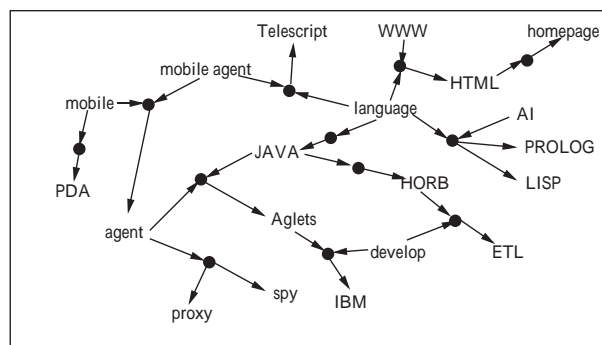 Telescript
WWW
homepage
mobile agent
HTML
mobile
language
AI
JAVA
PROLOG
PDA
HORB
LISP
agent
Aglets
develop
ETL
spy
IBM
proxy